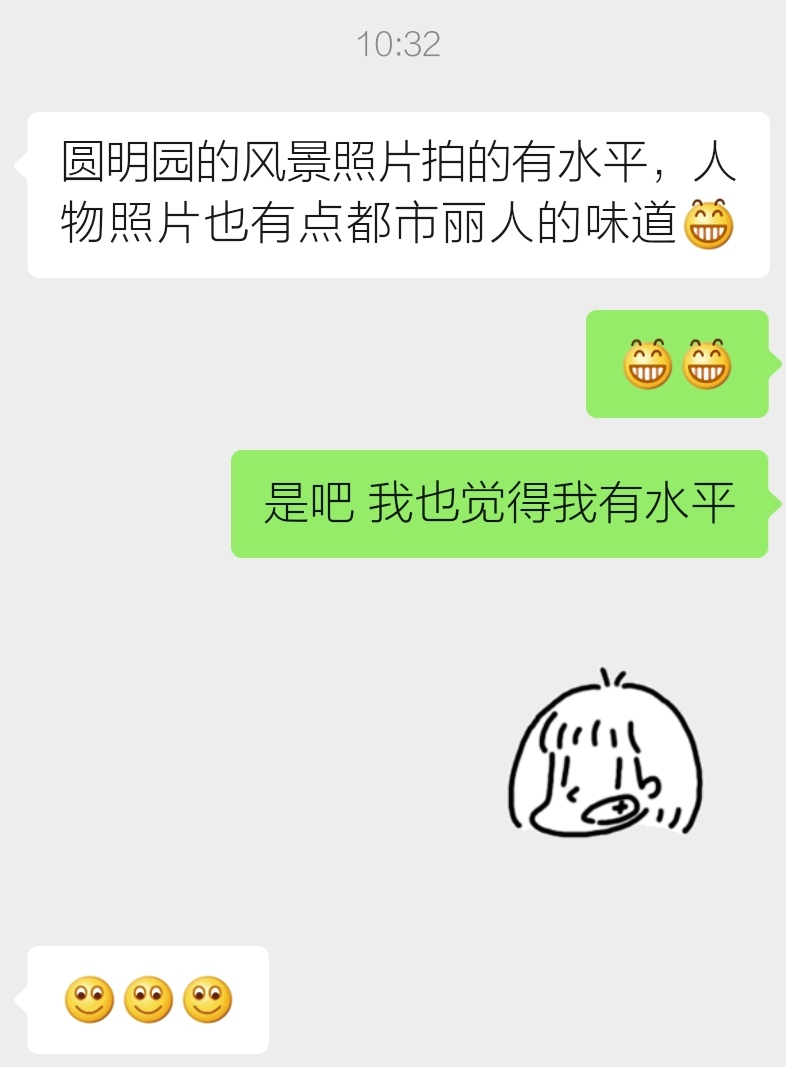 10:32
圆明园的风景照片拍的有水平，人
物照片也有点都市丽人的味道😁
😁😁
是吧 我也觉得我有水平
🙂🙂🙂